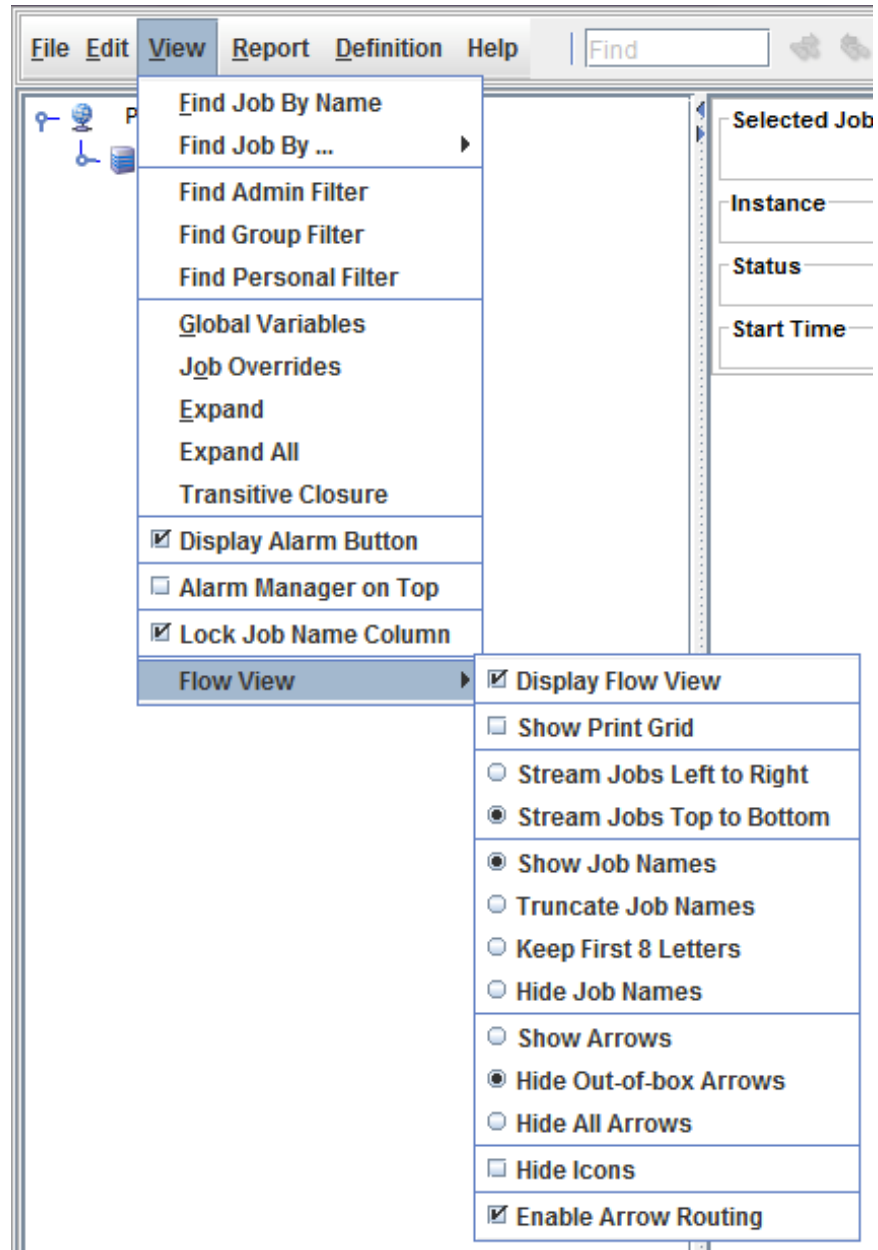 File Edit View Report Definition Help Find
P
Find Job By Name
Find Job By ...
Find Admin Filter
Find Group Filter
Find Personal Filter
Global Variables
Job Overrides
Expand
Expand All
Transitive Closure
Display Alarm Button
Alarm Manager on Top
Lock Job Name Column
Flow View
Display Flow View
Show Print Grid
Stream Jobs Left to Right
Stream Jobs Top to Bottom
Show Job Names
Truncate Job Names
Keep First 8 Letters
Hide Job Names
Show Arrows
Hide Out-of-box Arrows
Hide All Arrows
Hide Icons
Enable Arrow Routing
Selected Job
Instance
Status
Start Time